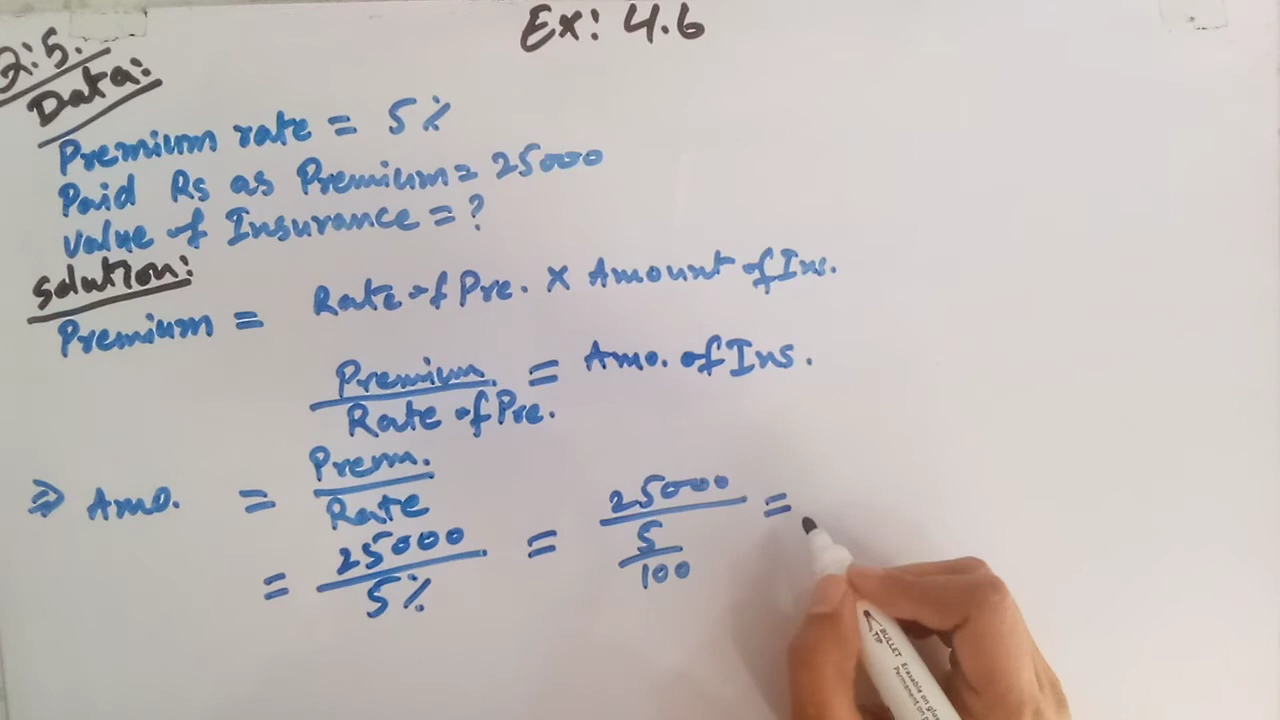 Ex: 4.6
Q:5.
Data:
Premium rate = 5%
Paid Rs as Premium = 25000
Value of Insurance = ?
Solution:
Premium = Rate of Pre. × Amount of Ins.
Premium / Rate of Pre. = Amo. of Ins.
⇒ Amo. = Prem. / Rate
= 25000 / 5% = 25000 / 5 / 100 =
BULLET TIP